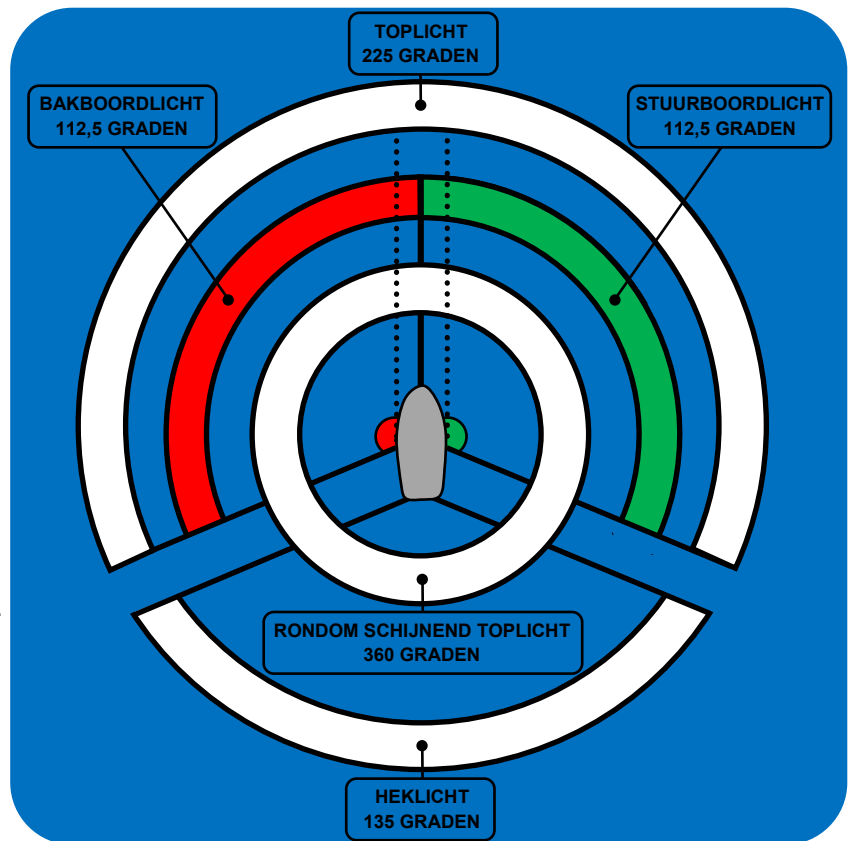 TOPLICHT
225 GRADEN
BAKBOORDLICHT
112,5 GRADEN
STUURBOORDLICHT
112,5 GRADEN
RONDOM SCHIJNEND TOPLICHT
360 GRADEN
HEKLICHT
135 GRADEN